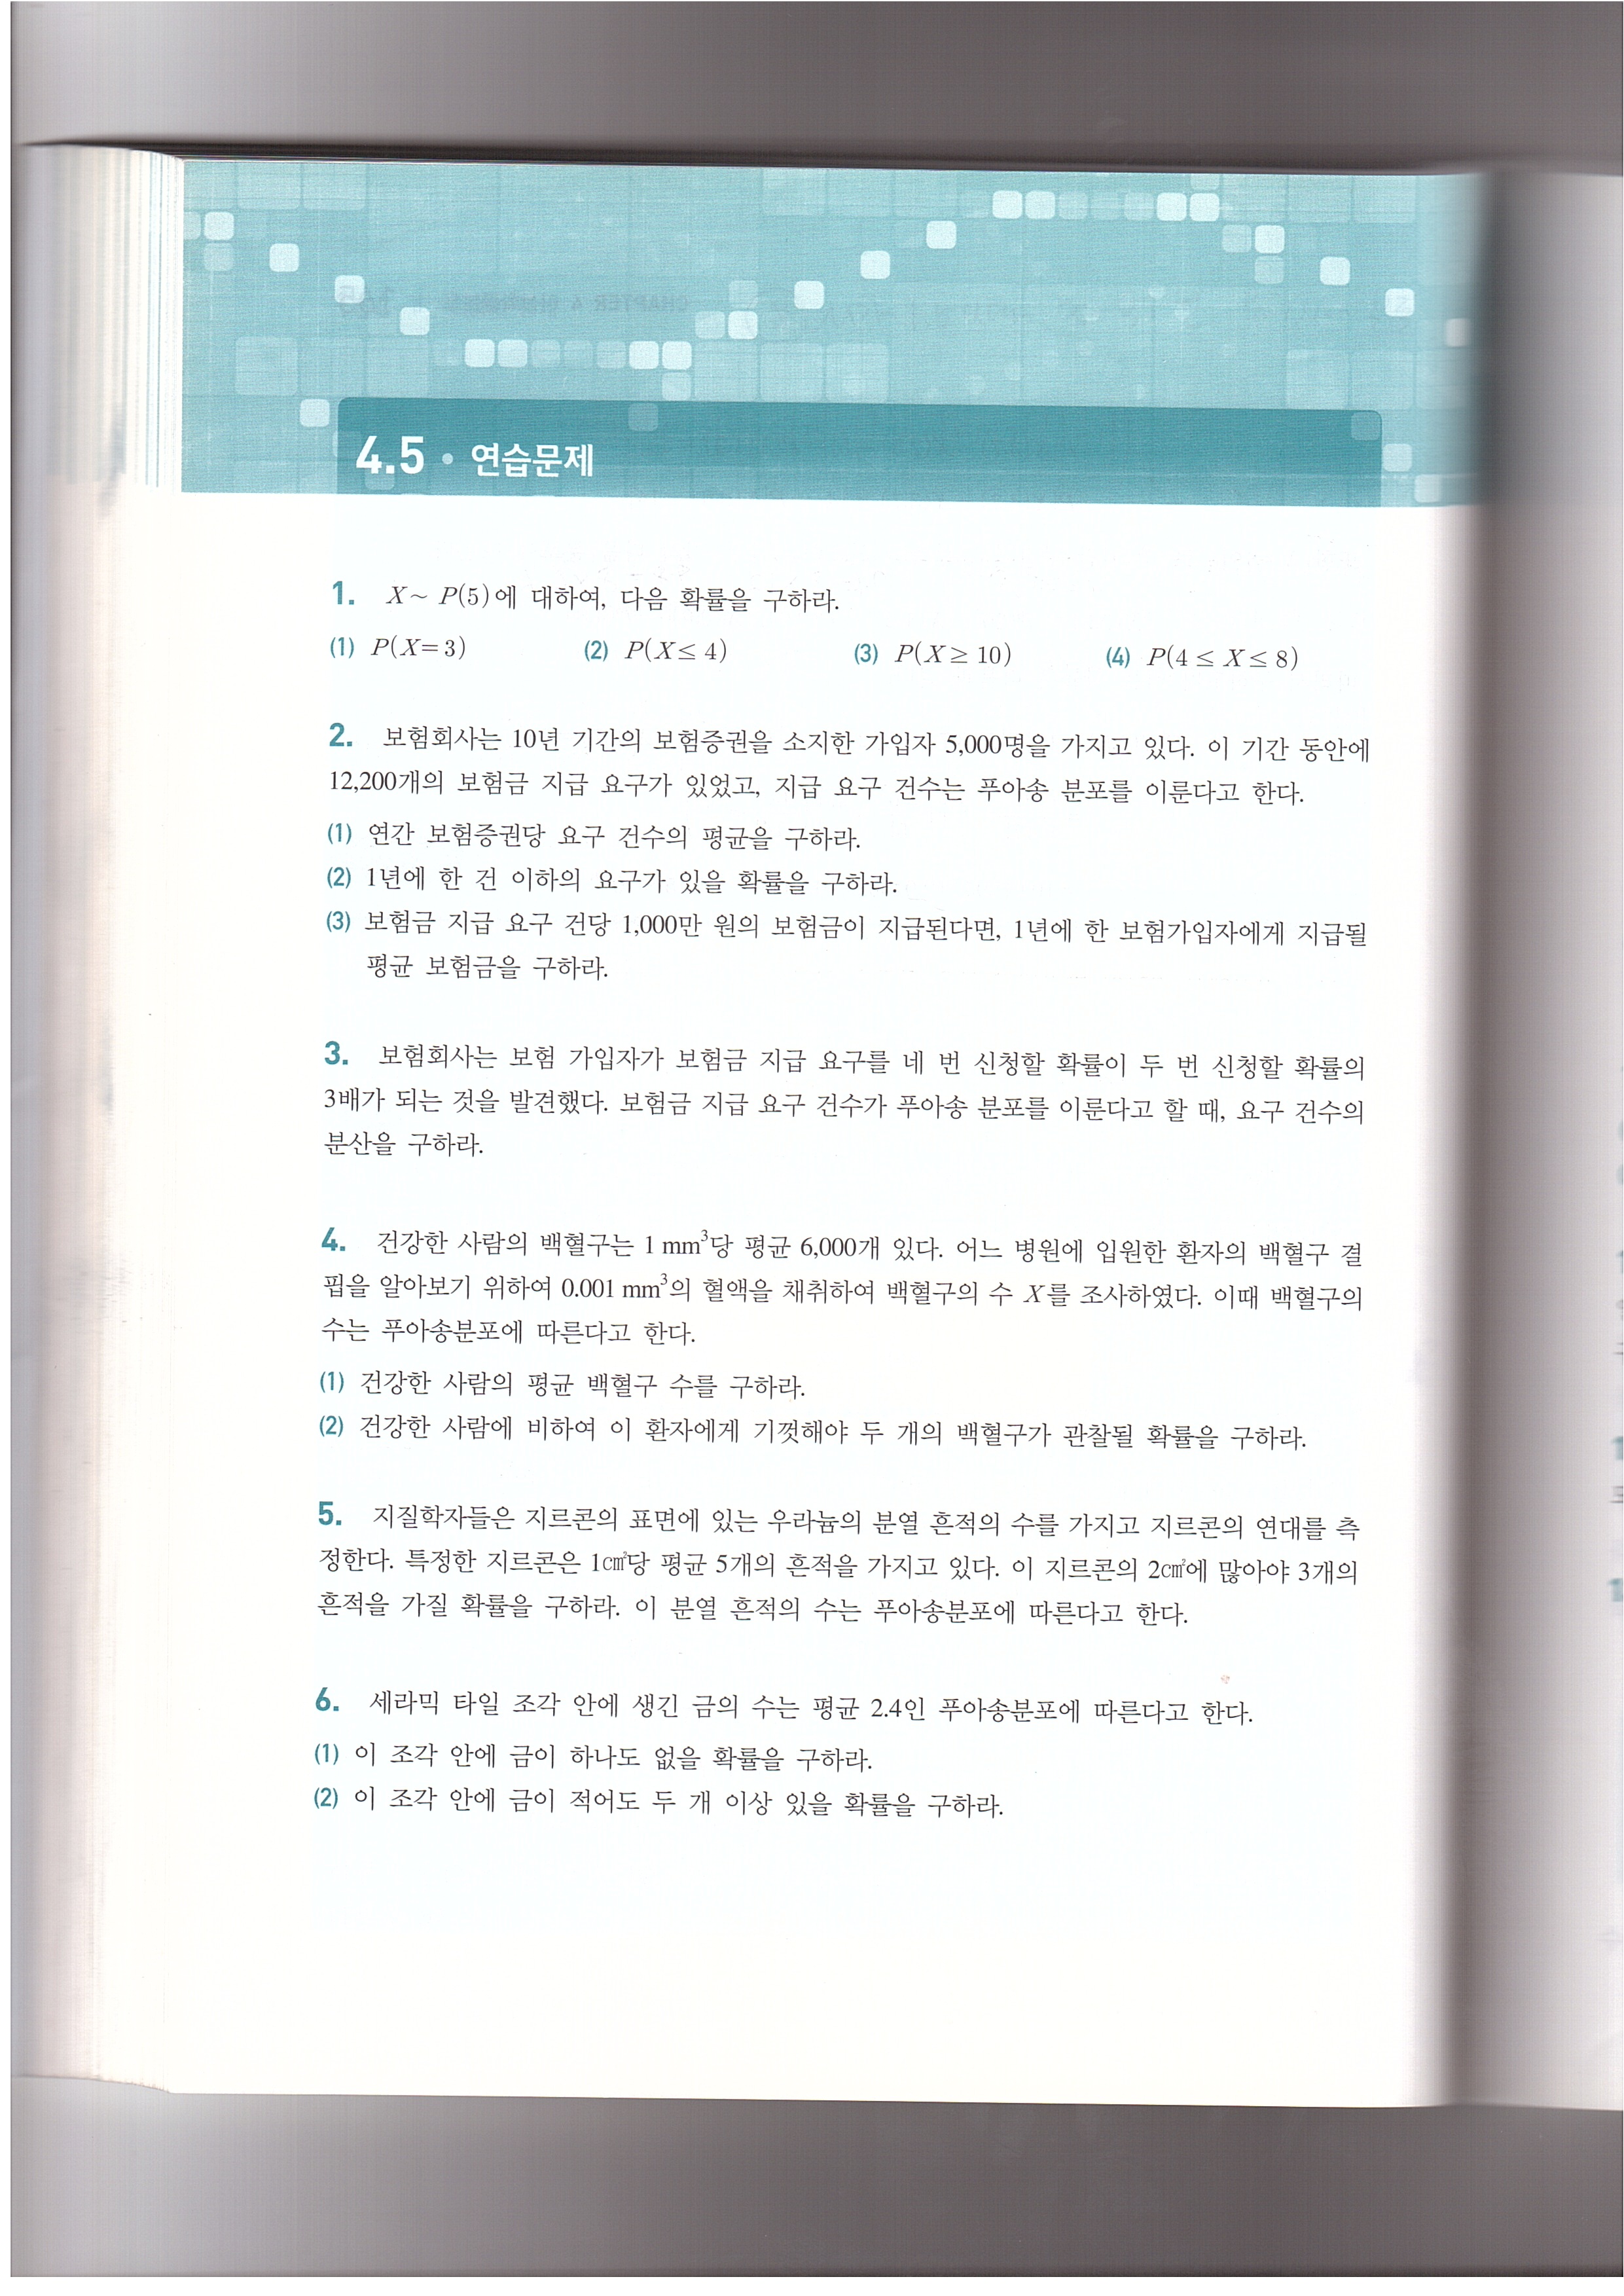 4.5 • 연습문제
1. X~ P(5)에 대하여, 다음 확률을 구하라.
(1) P(X=3) (2) P(X≤ 4) (3) P(X≥ 10) (4) P(4 ≤ X≤ 8)
2. 보험회사는 10년 기간의 보험증권을 소지한 가입자 5,000명을 가지고 있다. 이 기간 동안에
12,200개의 보험금 지급 요구가 있었고, 지급 요구 건수는 푸아송 분포를 이룬다고 한다.
(1) 연간 보험증권당 요구 건수의 평균을 구하라.
(2) 1년에 한 건 이하의 요구가 있을 확률을 구하라.
(3) 보험금 지급 요구 건당 1,000만 원의 보험금이 지급된다면, 1년에 한 보험가입자에게 지급될
평균 보험금을 구하라.
3. 보험회사는 보험 가입자가 보험금 지급 요구를 네 번 신청할 확률이 두 번 신청할 확률의
3배가 되는 것을 발견했다. 보험금 지급 요구 건수가 푸아송 분포를 이룬다고 할 때, 요구 건수의
분산을 구하라.
4. 건강한 사람의 백혈구는 1 mm³당 평균 6,000개 있다. 어느 병원에 입원한 환자의 백혈구 결
핍을 알아보기 위하여 0.001 mm³의 혈액을 채취하여 백혈구의 수 X를 조사하였다. 이때 백혈구의
수는 푸아송분포에 따른다고 한다.
(1) 건강한 사람의 평균 백혈구 수를 구하라.
(2) 건강한 사람에 비하여 이 환자에게 기껏해야 두 개의 백혈구가 관찰될 확률을 구하라.
5. 지질학자들은 지르콘의 표면에 있는 우라늄의 분열 흔적의 수를 가지고 지르콘의 연대를 측
정한다. 특정한 지르콘은 1㎠당 평균 5개의 흔적을 가지고 있다. 이 지르콘의 2㎠에 많아야 3개의
흔적을 가질 확률을 구하라. 이 분열 흔적의 수는 푸아송분포에 따른다고 한다.
6. 세라믹 타일 조각 안에 생긴 금의 수는 평균 2.4인 푸아송분포에 따른다고 한다.
(1) 이 조각 안에 금이 하나도 없을 확률을 구하라.
(2) 이 조각 안에 금이 적어도 두 개 이상 있을 확률을 구하라.